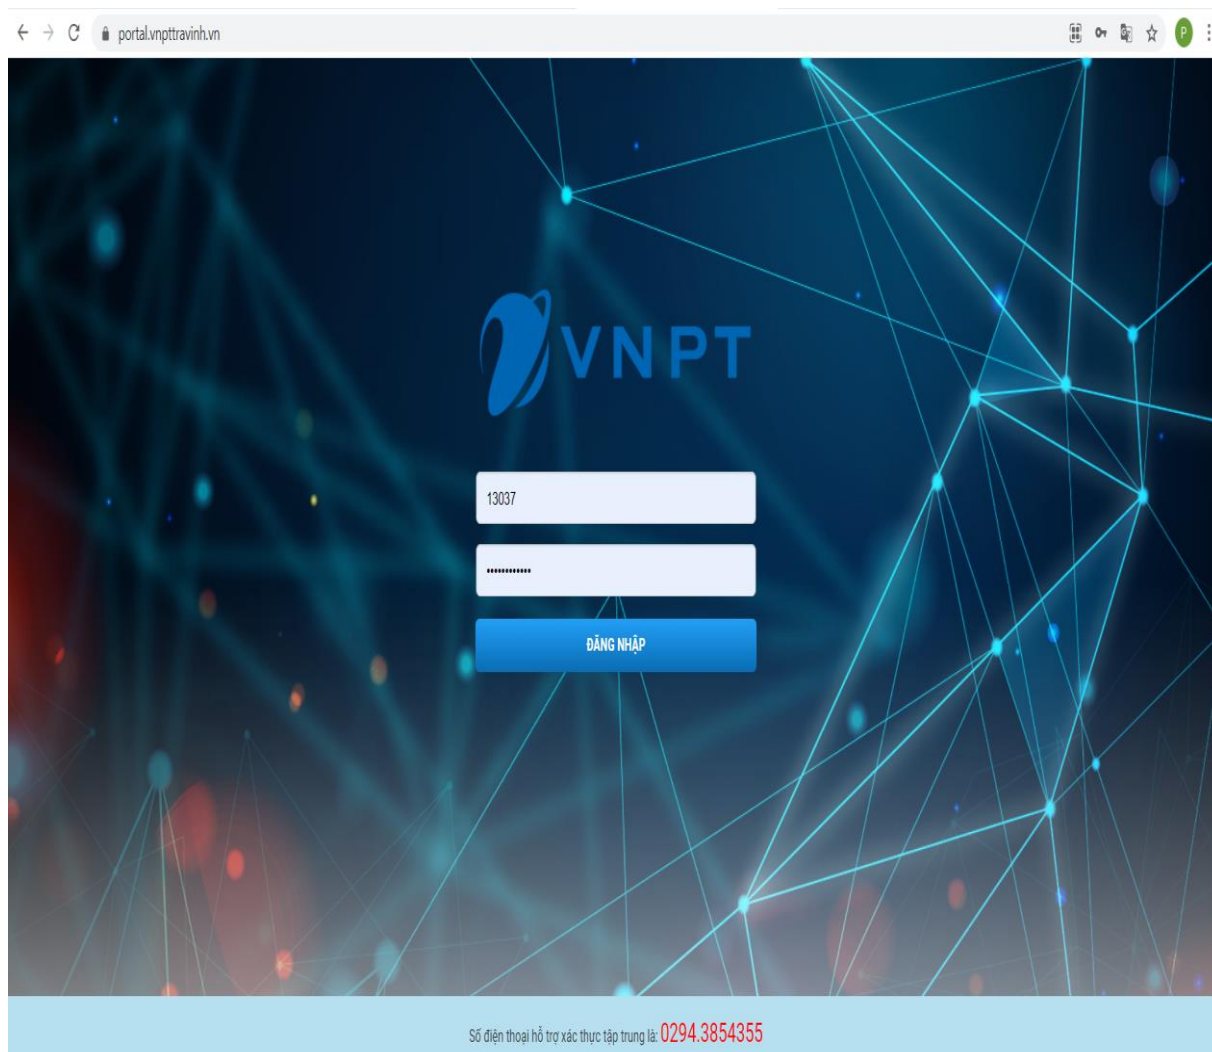 portal.vnpttravinh.vn
P
VNPT
13037
••••••••••••
ĐĂNG NHẬP
Số điện thoại hỗ trợ xác thực tập trung là: 0294.3854355